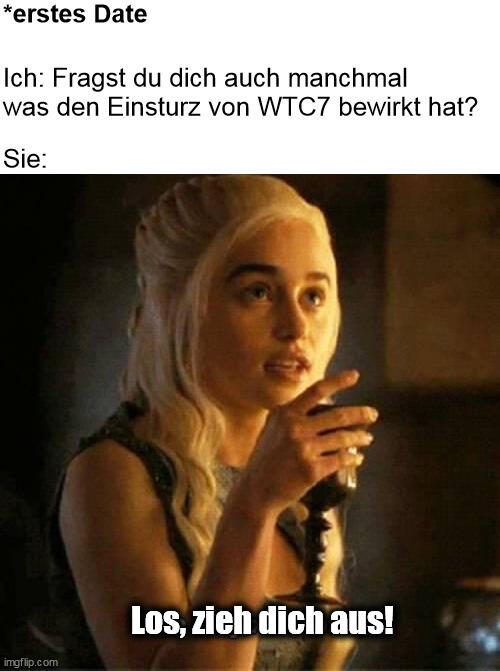 *erstes Date
Ich: Fragst du dich auch manchmal
was den Einsturz von WTC7 bewirkt hat?
Sie:
Los, zieh dich aus!
imgflip.com